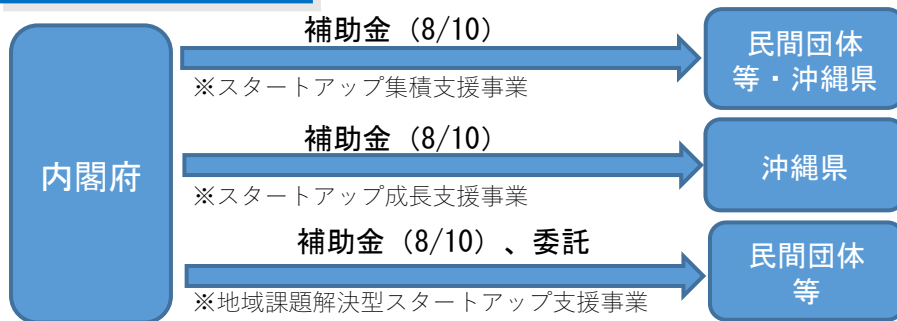 内閣府
補助金（8/10）
※スタートアップ集積支援事業
民間団体
等・沖縄県
補助金（8/10）
※スタートアップ成長支援事業
沖縄県
補助金（8/10）、委託
※地域課題解決型スタートアップ支援事業
民間団体
等